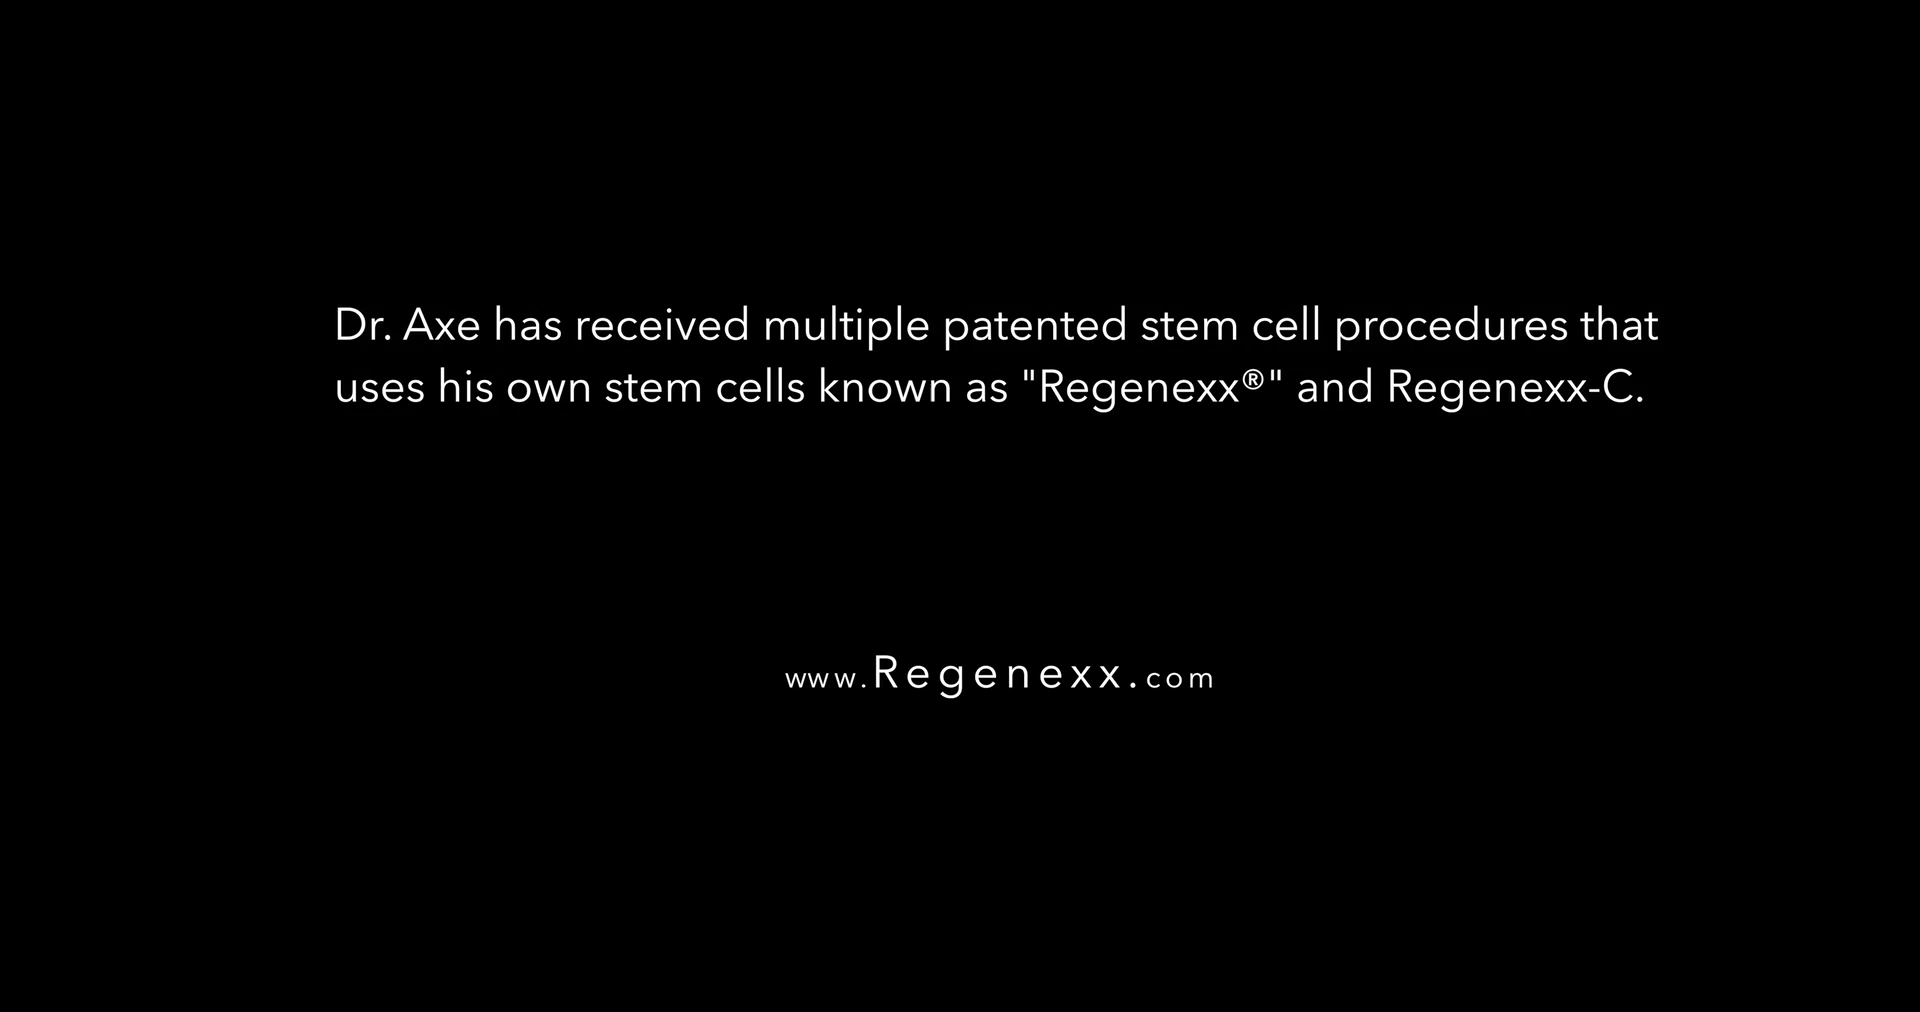 Dr. Axe has received multiple patented stem cell procedures that
uses his own stem cells known as "Regenexx®" and Regenexx-C.
www.Regenexx.com